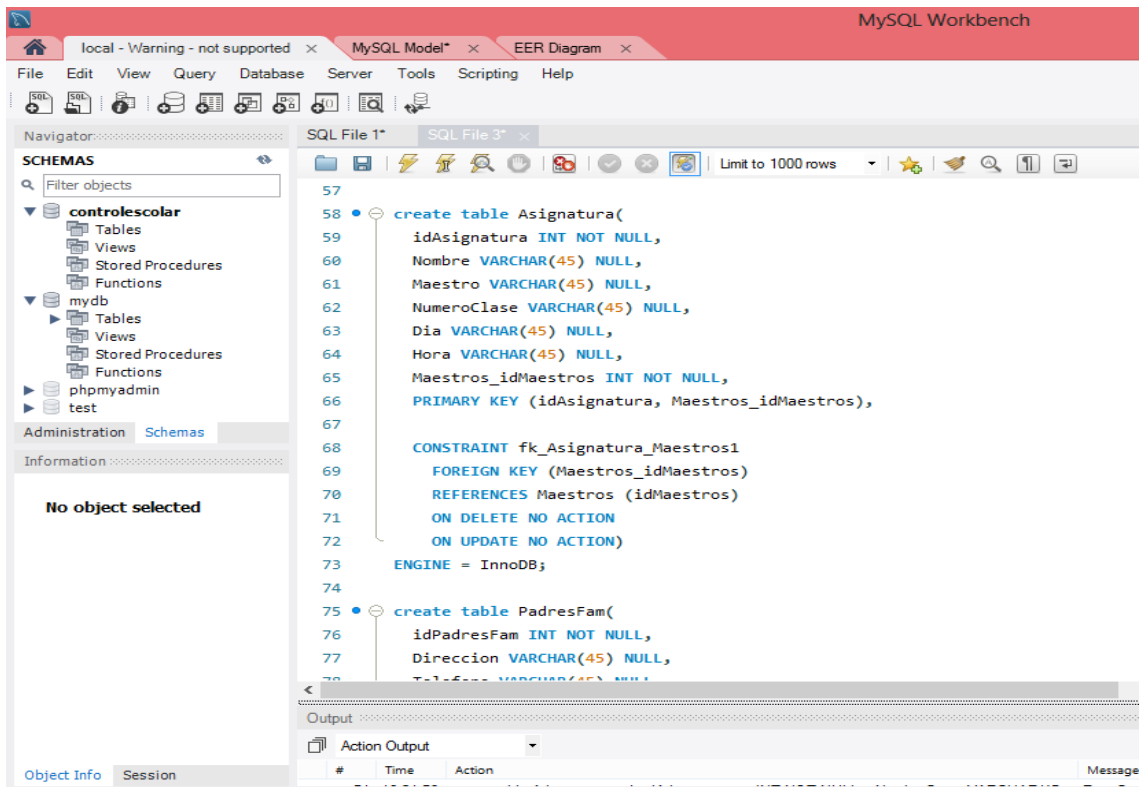 MySQL Workbench
local - Warning - not supported × MySQL Model* × EER Diagram ×
File Edit View Query Database Server Tools Scripting Help
Navigator
SCHEMAS
Filter objects
controlescolar
Tables
Views
Stored Procedures
Functions
mydb
Tables
Views
Stored Procedures
Functions
phpmyadmin
test
Administration Schemas
Information
No object selected
Object Info Session
SQL File 1* SQL File 3* ×
Limit to 1000 rows
57
58 create table Asignatura(
59 idAsignatura INT NOT NULL,
60 Nombre VARCHAR(45) NULL,
61 Maestro VARCHAR(45) NULL,
62 NumeroClase VARCHAR(45) NULL,
63 Dia VARCHAR(45) NULL,
64 Hora VARCHAR(45) NULL,
65 Maestros_idMaestros INT NOT NULL,
66 PRIMARY KEY (idAsignatura, Maestros_idMaestros),
67
68 CONSTRAINT fk_Asignatura_Maestros1
69 FOREIGN KEY (Maestros_idMaestros)
70 REFERENCES Maestros (idMaestros)
71 ON DELETE NO ACTION
72 ON UPDATE NO ACTION)
73 ENGINE = InnoDB;
74
75 create table PadresFam(
76 idPadresFam INT NOT NULL,
77 Direccion VARCHAR(45) NULL,
78 Telefono VARCHAR(45) NULL
Output
Action Output
# Time Action Message